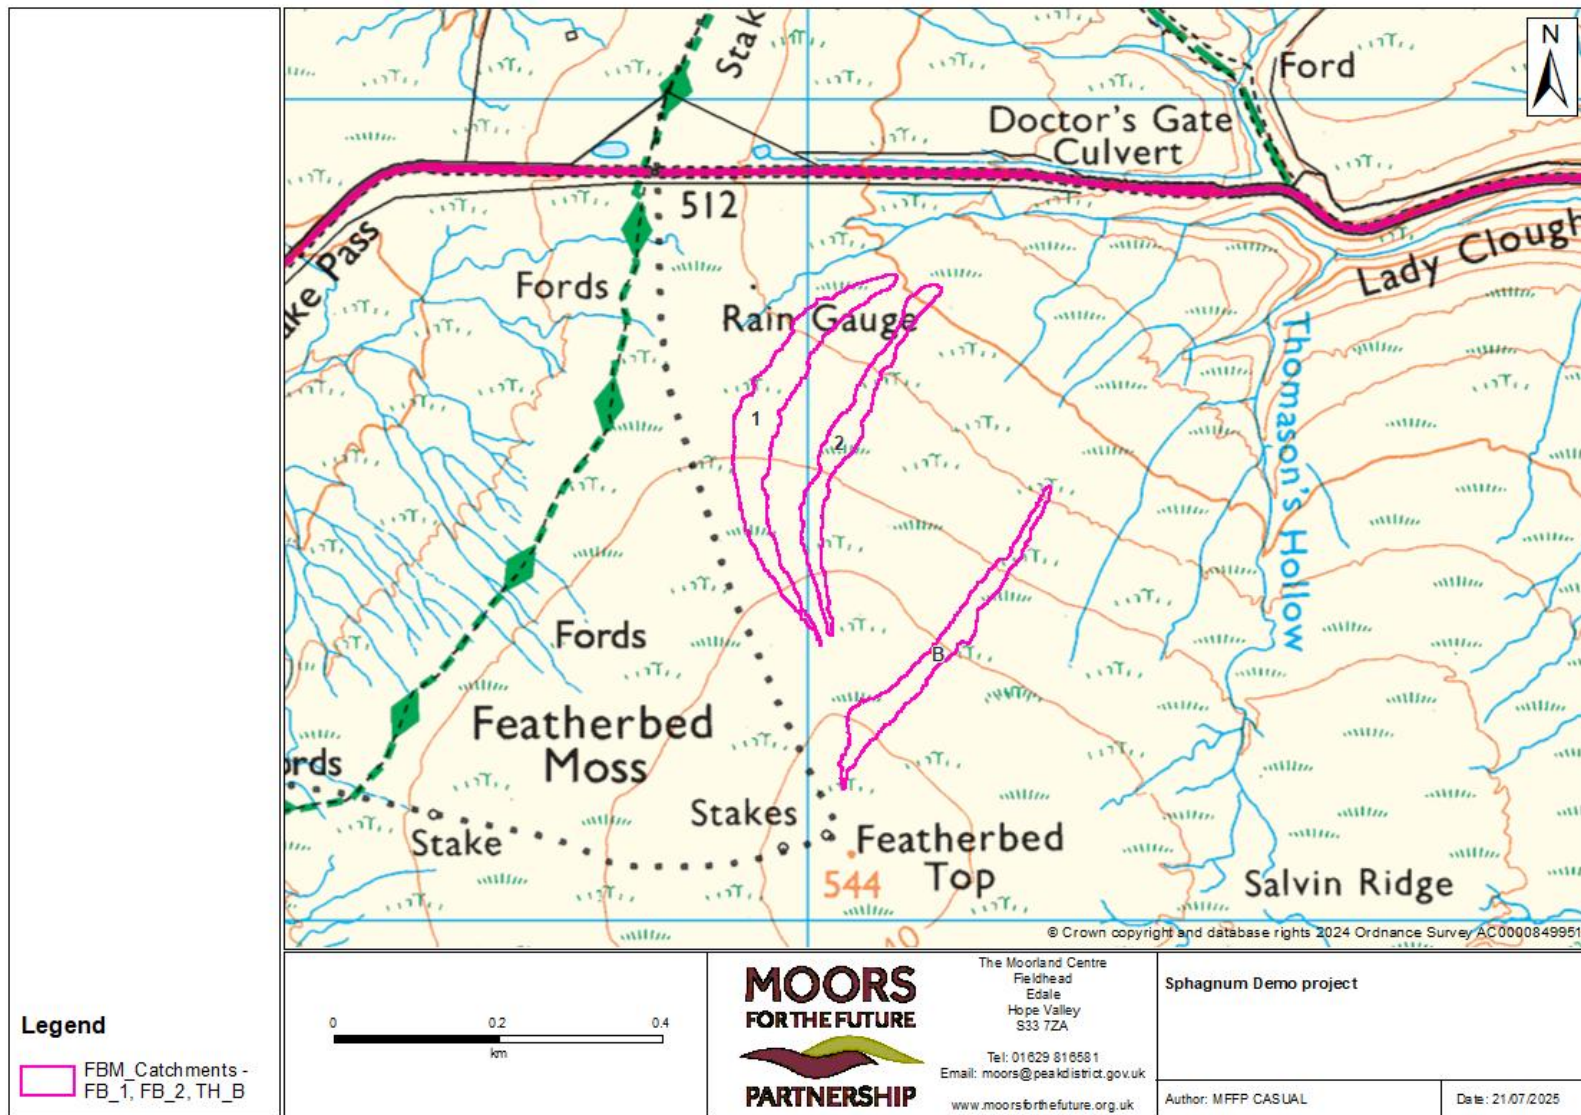 N
Stak
Ford
Doctor's Gate
Culvert
512
ake Pass
Lady Clough
Fords
Rain Gauge
Thomason's Hollow
1
2
B
Fords
Featherbed
Moss
ords
Stakes
Stake
Featherbed
Top
544
Salvin Ridge
© Crown copyright and database rights 2024 Ordnance Survey AC0000849951
Legend
FBM_Catchments -
FB_1, FB_2, TH_B
0 0.2 0.4
km
MOORS
FOR THE FUTURE
PARTNERSHIP
The Moorland Centre
Fieldhead
Edale
Hope Valley
S33 7ZA
Tel: 01629 816581
Email: moors@peakdistrict.gov.uk
www.moorsforthefuture.org.uk
Sphagnum Demo project
Author: MFFP CASUAL
Date: 21/07/2025